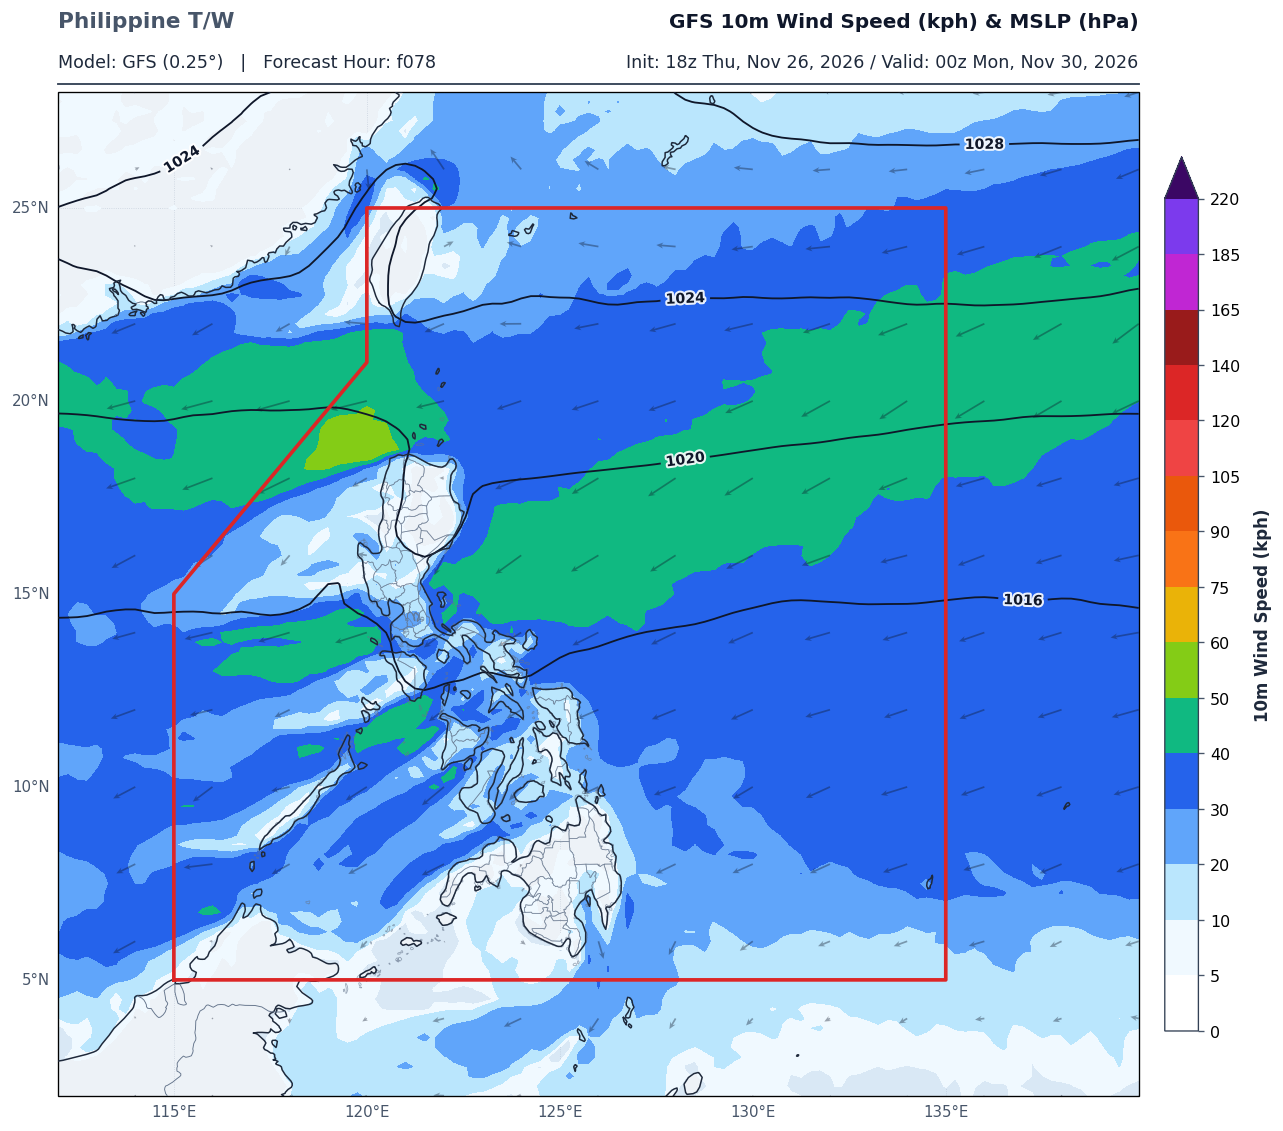 Philippine T/W
GFS 10m Wind Speed (kph) & MSLP (hPa)
Model: GFS (0.25°) | Forecast Hour: f078
Init: 18z Thu, Nov 26, 2026 / Valid: 00z Mon, Nov 30, 2026
1024
1028
1024
1020
1016
25°N
20°N
15°N
10°N
5°N
115°E
120°E
125°E
130°E
135°E
220
185
165
140
120
105
90
75
60
50
40
30
20
10
5
0
10m Wind Speed (kph)